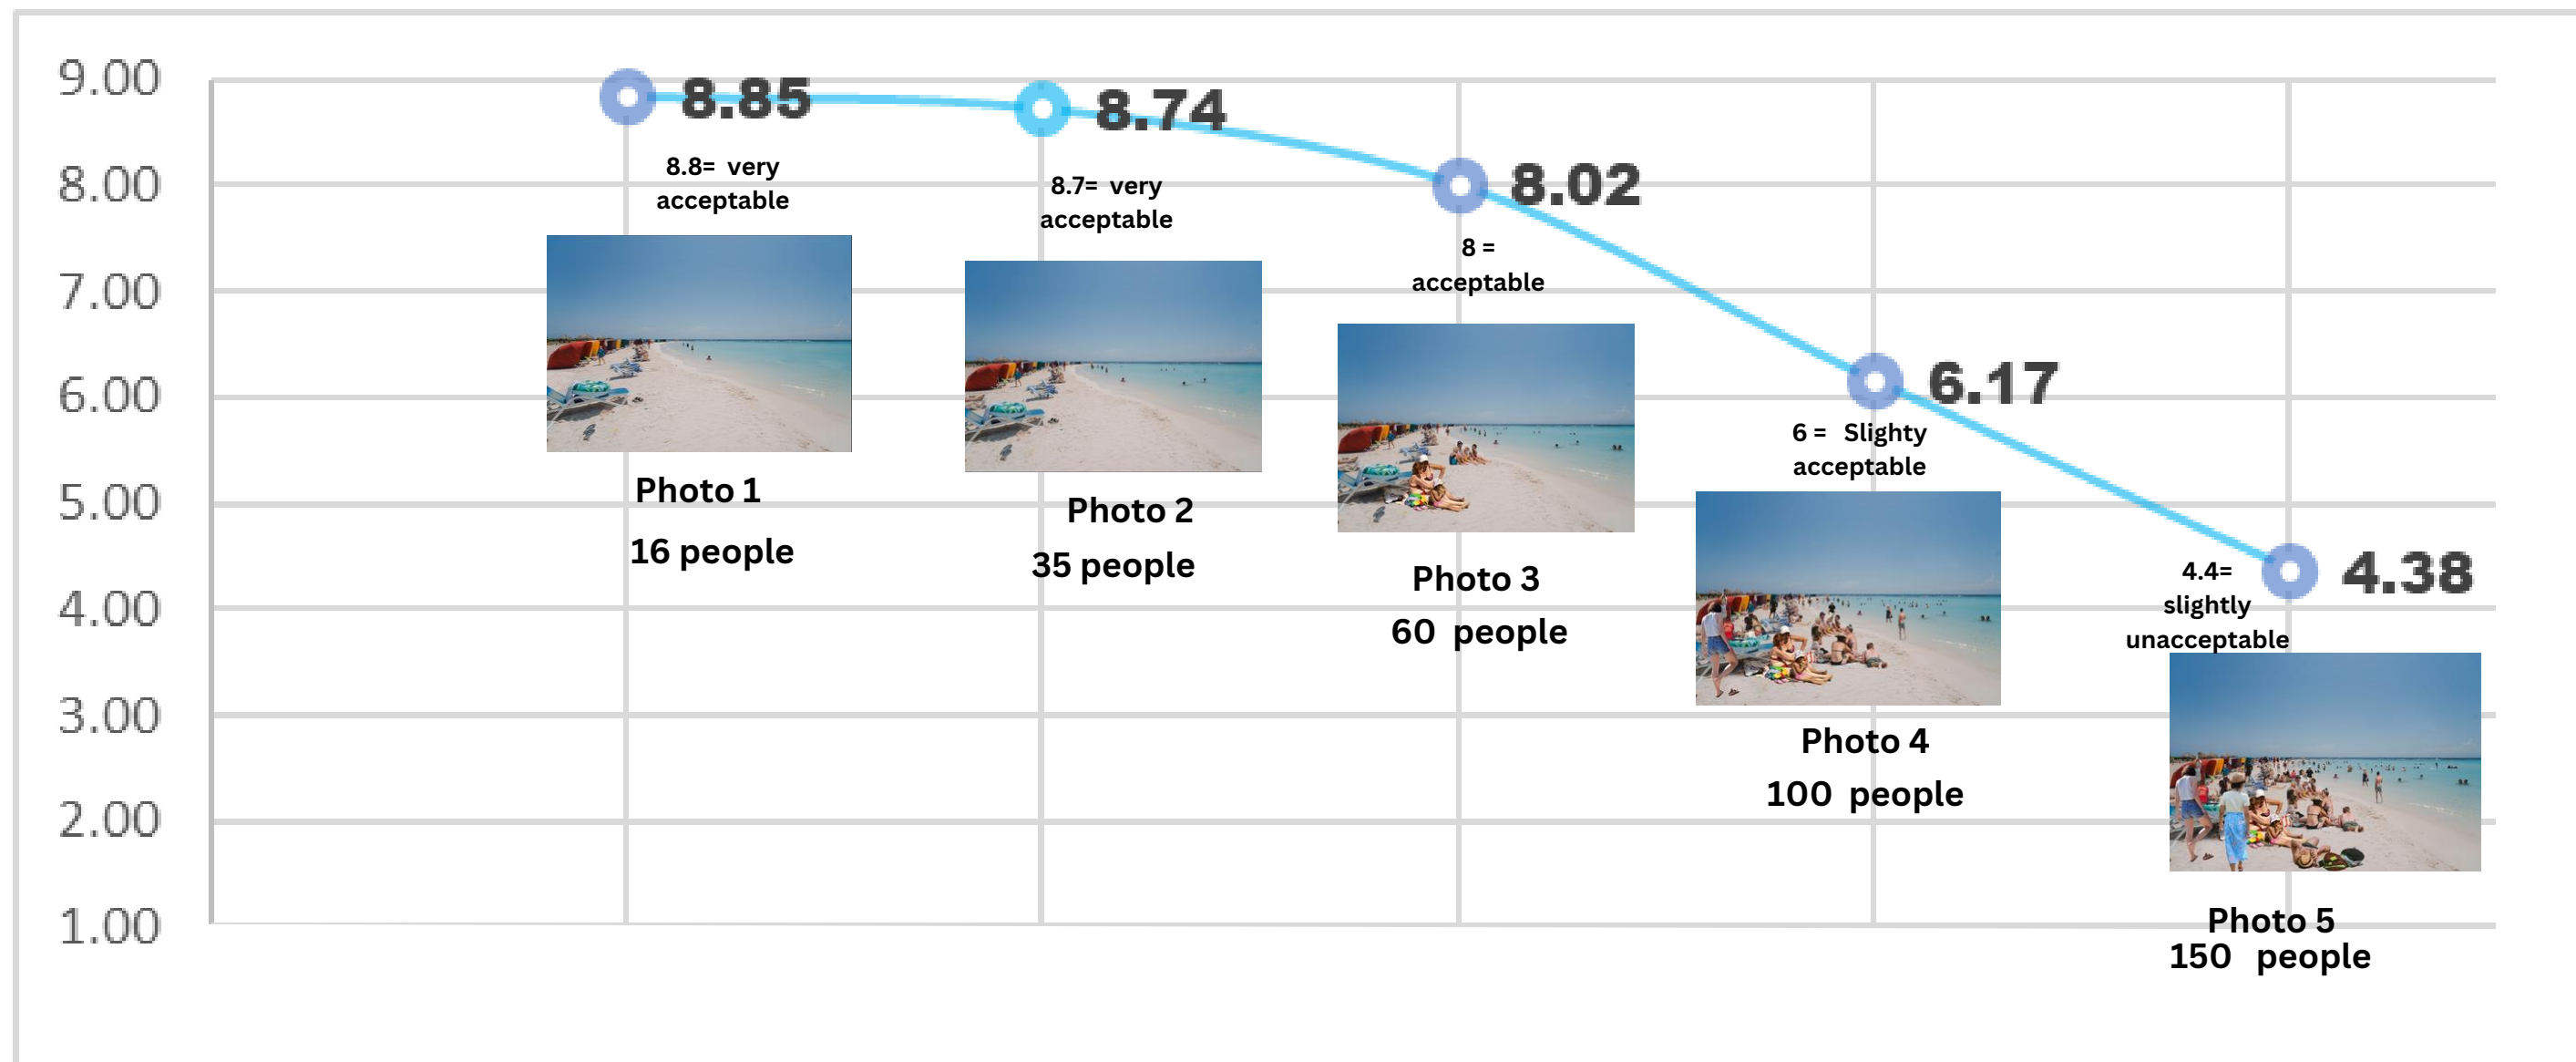 9.00
8.00
7.00
6.00
5.00
4.00
3.00
2.00
1.00
8.85
8.8= very
acceptable
Photo 1
16 people
8.74
8.7= very
acceptable
Photo 2
35 people
8.02
8 =
acceptable
Photo 3
60 people
6.17
6 = Slighty
acceptable
Photo 4
100 people
4.38
4.4=
slightly
unacceptable
Photo 5
150 people